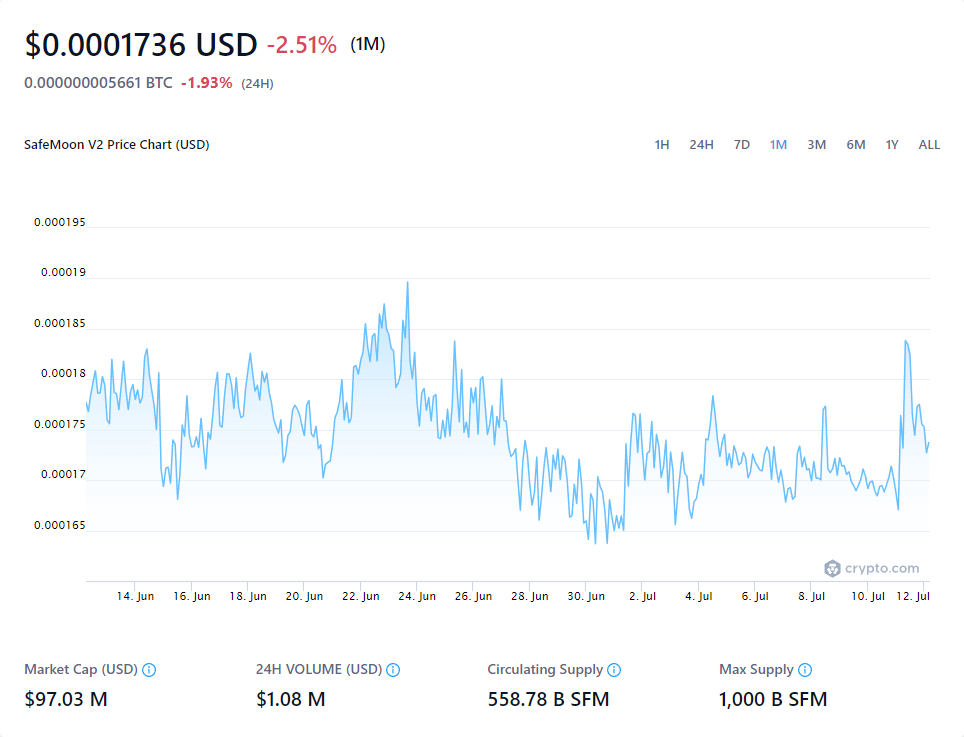 $0.0001736 USD -2.51% (1M)
0.000000005661 BTC -1.93% (24H)
SafeMoon V2 Price Chart (USD) 1H 24H 7D 1M 3M 6M 1Y ALL
0.000195
0.00019
0.000185
0.00018
0.000175
0.00017
0.000165
crypto.com
14. Jun 16. Jun 18. Jun 20. Jun 22. Jun 24. Jun 26. Jun 28. Jun 30. Jun 2. Jul 4. Jul 6. Jul 8. Jul 10. Jul 12. Jul
Market Cap (USD) 24H VOLUME (USD) Circulating Supply Max Supply
$97.03 M $1.08 M 558.78 B SFM 1,000 B SFM